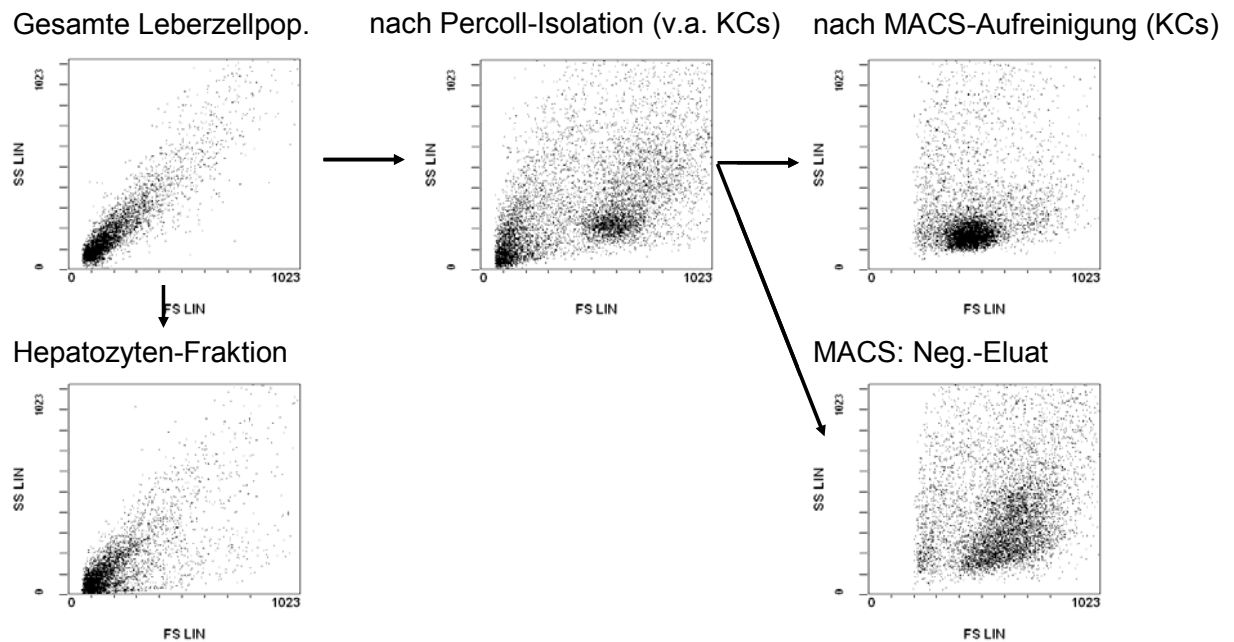 Gesamte Leberzellpop.
nach Percoll-Isolation (v.a. KCs)
nach MACS-Aufreinigung (KCs)
1023
SS LIN
0
0
1023
FS LIN
1023
SS LIN
0
0
1023
FS LIN
1023
SS LIN
0
0
1023
FS LIN
Hepatozyten-Fraktion
MACS: Neg.-Eluat
1023
SS LIN
0
0
1023
FS LIN
1023
SS LIN
0
0
1023
FS LIN